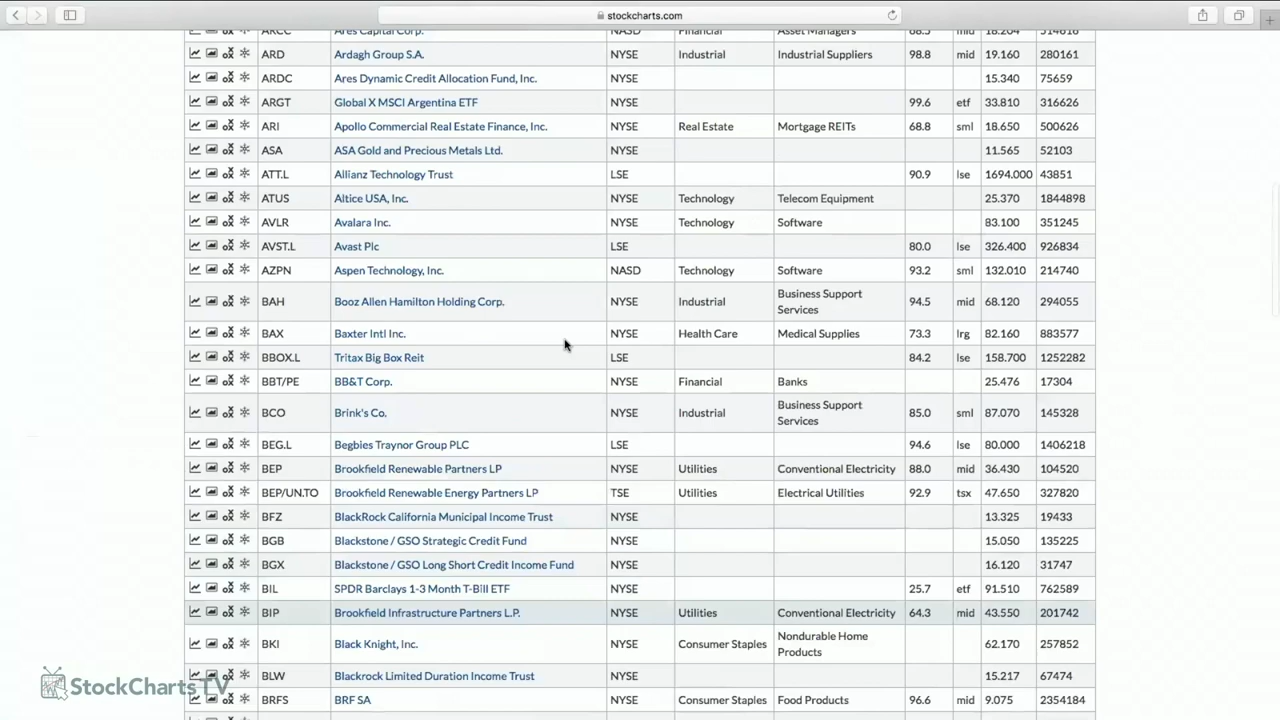 stockcharts.com
ARCC Ares Capital Corp. NASD Financial Asset Managers 88.5 mid 18.204 514816
ARD Ardagh Group S.A. NYSE Industrial Industrial Suppliers 98.8 mid 19.160 280161
ARDC Ares Dynamic Credit Allocation Fund, Inc. NYSE 15.340 75659
ARGT Global X MSCI Argentina ETF NYSE 99.6 etf 33.810 316626
ARI Apollo Commercial Real Estate Finance, Inc. NYSE Real Estate Mortgage REITs 68.8 sml 18.650 500626
ASA ASA Gold and Precious Metals Ltd. NYSE 11.565 52103
ATT.L Allianz Technology Trust LSE 90.9 lse 1694.000 43851
ATUS Altice USA, Inc. NYSE Technology Telecom Equipment 25.370 1844898
AVLR Avalara Inc. NYSE Technology Software 83.100 351245
AVST.L Avast Plc LSE 80.0 lse 326.400 926834
AZPN Aspen Technology, Inc. NASD Technology Software 93.2 sml 132.010 214740
BAH Booz Allen Hamilton Holding Corp. NYSE Industrial Business Support Services 94.5 mid 68.120 294055
BAX Baxter Intl Inc. NYSE Health Care Medical Supplies 73.3 lrg 82.160 883577
BBOX.L Tritax Big Box Reit LSE 84.2 lse 158.700 1252282
BBT/PE BB&T Corp. NYSE Financial Banks 25.476 17304
BCO Brink's Co. NYSE Industrial Business Support Services 85.0 sml 87.070 145328
BEG.L Begbies Traynor Group PLC LSE 94.6 lse 80.000 1406218
BEP Brookfield Renewable Partners LP NYSE Utilities Conventional Electricity 88.0 mid 36.430 104520
BEP/UN.TO Brookfield Renewable Energy Partners LP TSE Utilities Electrical Utilities 92.9 tsx 47.650 327820
BFZ BlackRock California Municipal Income Trust NYSE 13.325 19433
BGB Blackstone / GSO Strategic Credit Fund NYSE 15.050 135225
BGX Blackstone / GSO Long Short Credit Income Fund NYSE 16.120 31747
BIL SPDR Barclays 1-3 Month T-Bill ETF NYSE 25.7 etf 91.510 762589
BIP Brookfield Infrastructure Partners L.P. NYSE Utilities Conventional Electricity 64.3 mid 43.550 201742
BKI Black Knight, Inc. NYSE Consumer Staples Nondurable Home Products 62.170 257852
BLW Blackrock Limited Duration Income Trust NYSE 15.217 67474
BRFS BRF SA NYSE Consumer Staples Food Products 96.6 mid 9.075 2354184
StockCharts TV